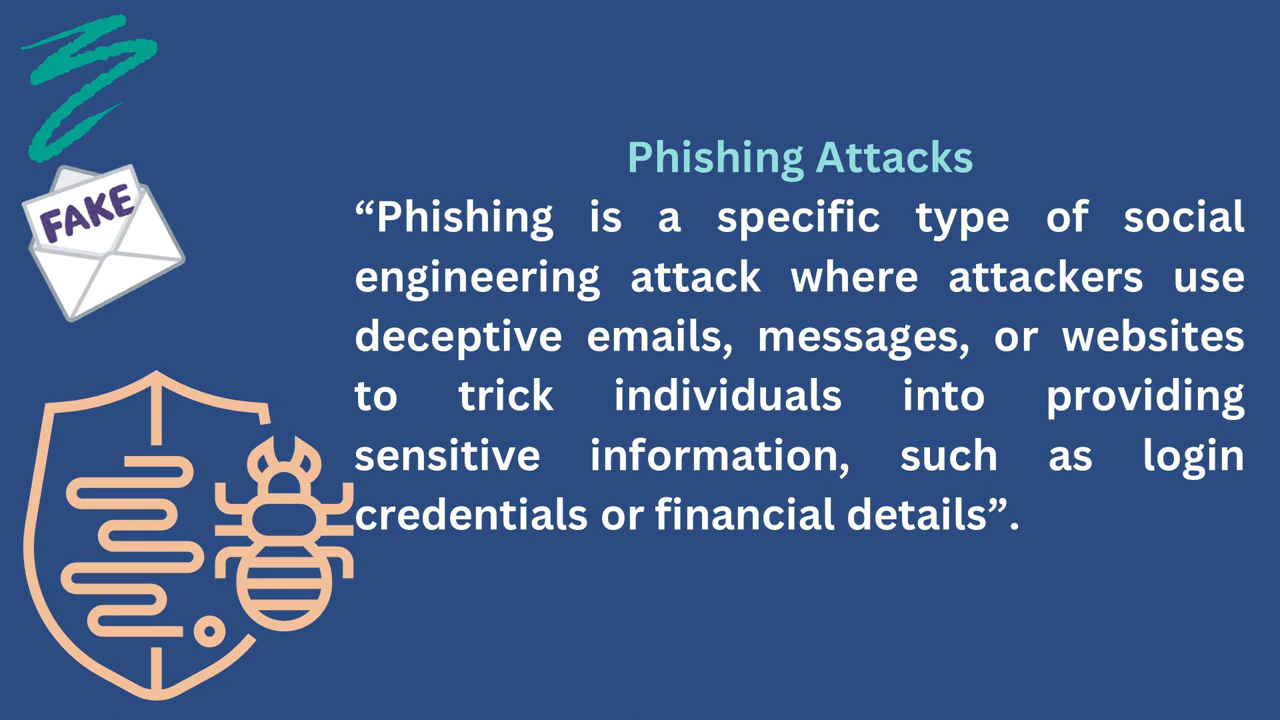 FAKE
Phishing Attacks
“Phishing is a specific type of social
engineering attack where attackers use
deceptive emails, messages, or websites
to trick individuals into providing
sensitive information, such as login
credentials or financial details”.